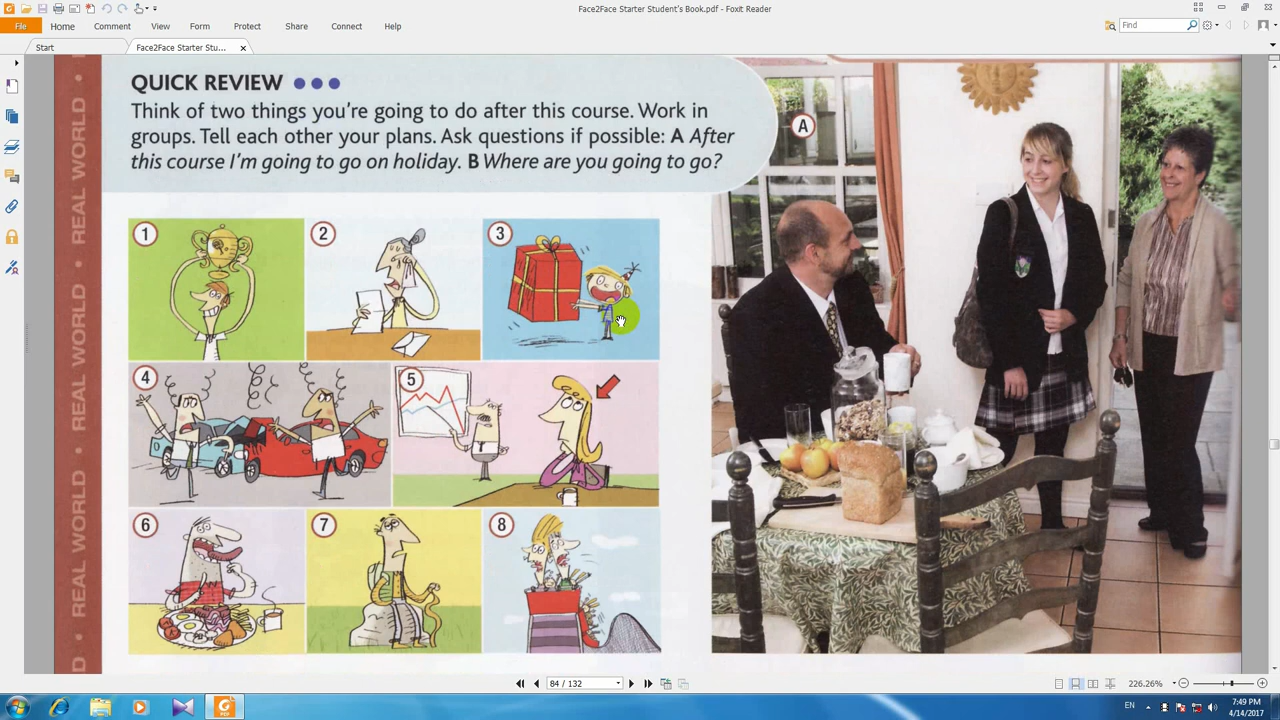 Face2Face Starter Student's Book.pdf - Foxit Reader
File Home Comment View Form Protect Share Connect Help
Find
Start
Face2Face Starter Stu...
QUICK REVIEW
Think of two things you're going to do after this course. Work in
groups. Tell each other your plans. Ask questions if possible: A After
this course I'm going to go on holiday. B Where are you going to go?
REAL WORLD • REAL WORLD • REAL WORLD • REAL WORLD
A
1
2
3
4
5
6
7
8
84 / 132
226.26%
EN
7:49 PM
4/14/2017